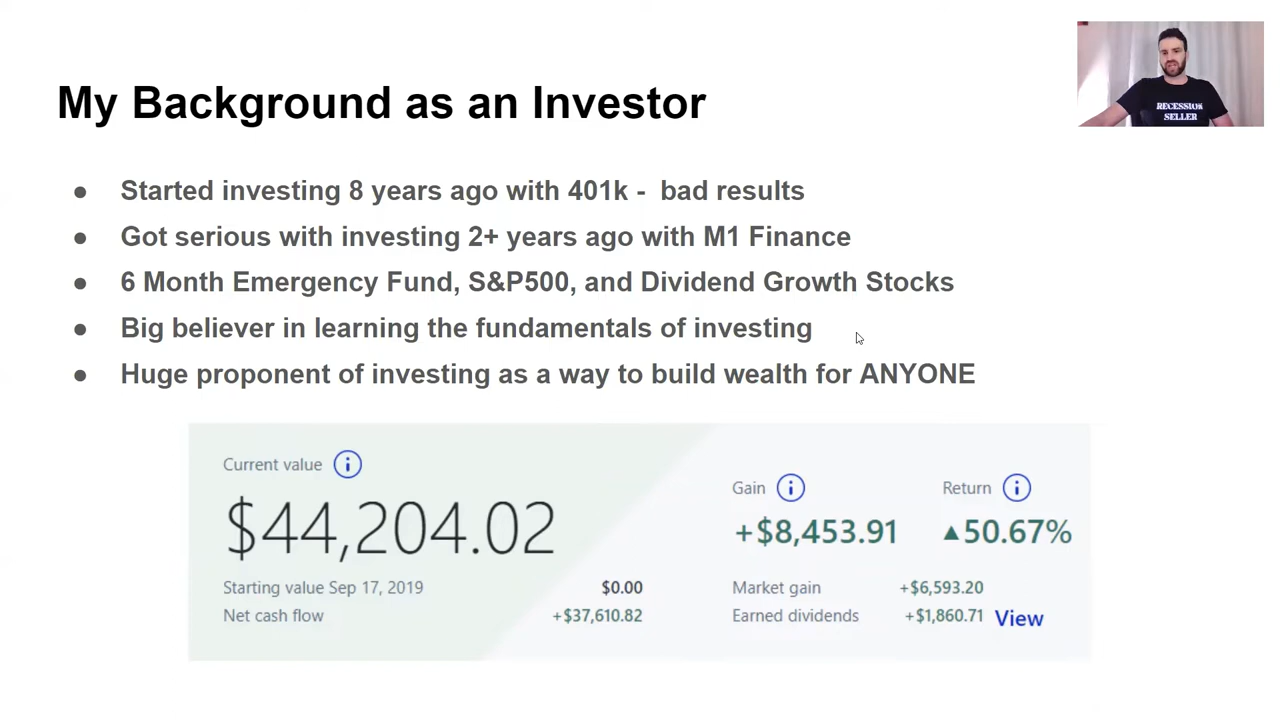 My Background as an Investor
RECESSION
SELLER
● Started investing 8 years ago with 401k - bad results
● Got serious with investing 2+ years ago with M1 Finance
● 6 Month Emergency Fund, S&P500, and Dividend Growth Stocks
● Big believer in learning the fundamentals of investing
● Huge proponent of investing as a way to build wealth for ANYONE
Current value i
$44,204.02
Starting value Sep 17, 2019 $0.00
Net cash flow +$37,610.82
Gain i Return i
+$8,453.91 ▲50.67%
Market gain +$6,593.20
Earned dividends +$1,860.71 View